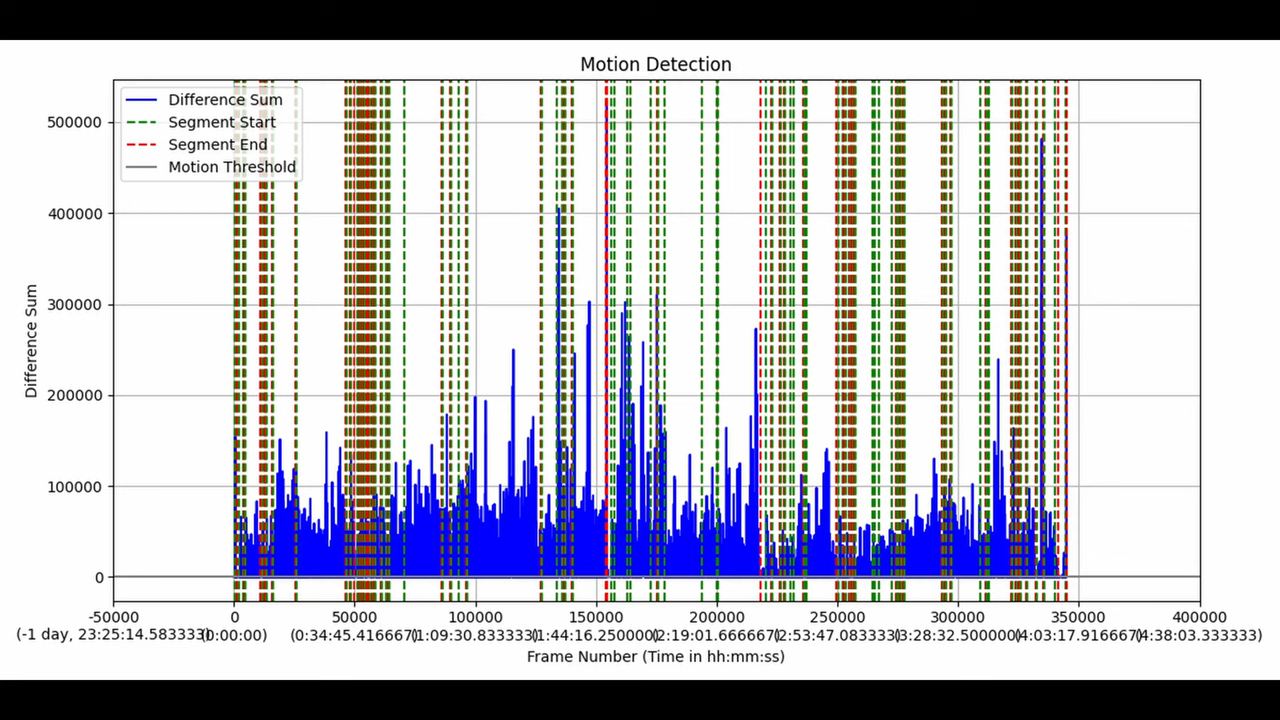 Motion Detection
Difference Sum
Segment Start
Segment End
Motion Threshold
Difference Sum
500000
400000
300000
200000
100000
0
-50000 0 50000 100000 150000 200000 250000 300000 350000 400000
(-1 day, 23:25:14.583333) (0:00:00) (0:34:45.416667) (1:09:30.833333) (1:44:16.250000) (2:19:01.666667) (2:53:47.083333) (3:28:32.500000) (4:03:17.916667) (4:38:03.333333)
Frame Number (Time in hh:mm:ss)